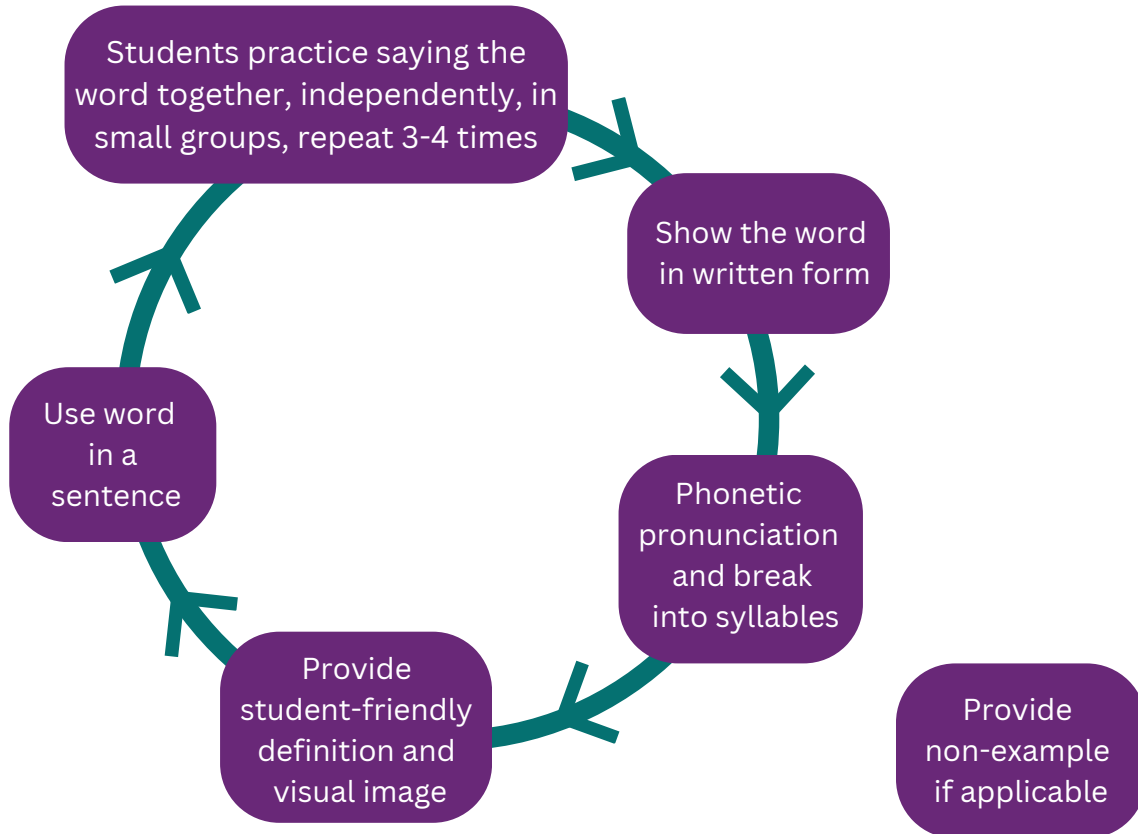 Students practice saying the
word together, independently, in
small groups, repeat 3-4 times
Show the word
in written form
Phonetic
pronunciation
and break
into syllables
Provide
student-friendly
definition and
visual image
Use word
in a
sentence
Provide
non-example
if applicable